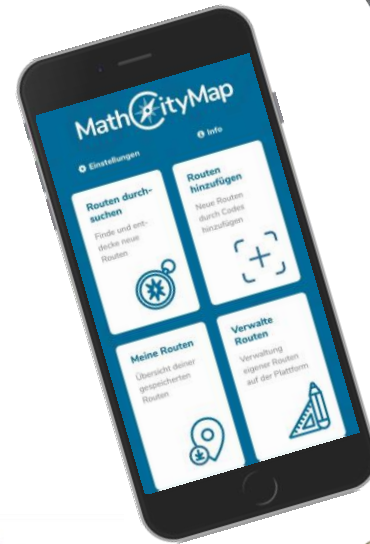 MathCityMap
Einstellungen
Info
Routen durch-
suchen
Finde und ent-
decke neue
Routen
Routen
hinzufügen
Neue Routen
durch Codes
hinzufügen
Meine Routen
Übersicht deiner
gespeicherten
Routen
Verwalte
Routen
Verwaltung
eigener Routen
auf der Plattform